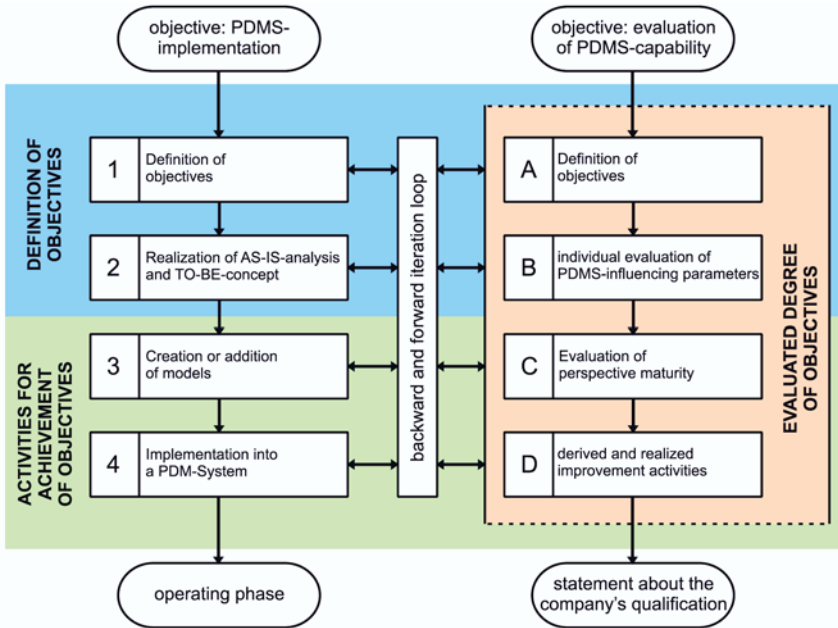 objective: PDMS-
implementation
objective: evaluation
of PDMS-capability
DEFINITION OF
OBJECTIVES
1
Definition of
objectives
2
Realization of AS-IS-analysis
and TO-BE-concept
ACTIVITIES FOR
ACHIEVEMENT
OF OBJECTIVES
3
Creation or addition
of models
4
Implementation into
a PDM-System
operating phase
backward and forward iteration loop
A
Definition of
objectives
B
individual evaluation of
PDMS-influencing parameters
C
Evaluation of
perspective maturity
D
derived and realized
improvement activities
EVALUATED DEGREE
OF OBJECTIVES
statement about the
company's qualification